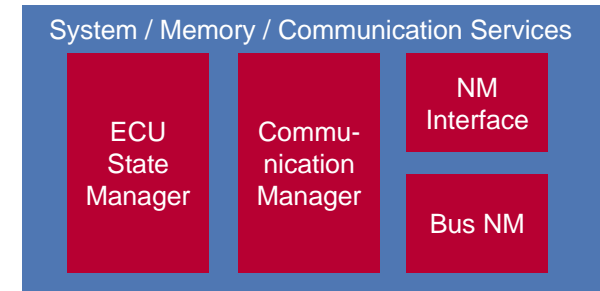 System / Memory / Communication Services
ECU
State
Manager
Commu-
nication
Manager
NM
Interface
Bus NM